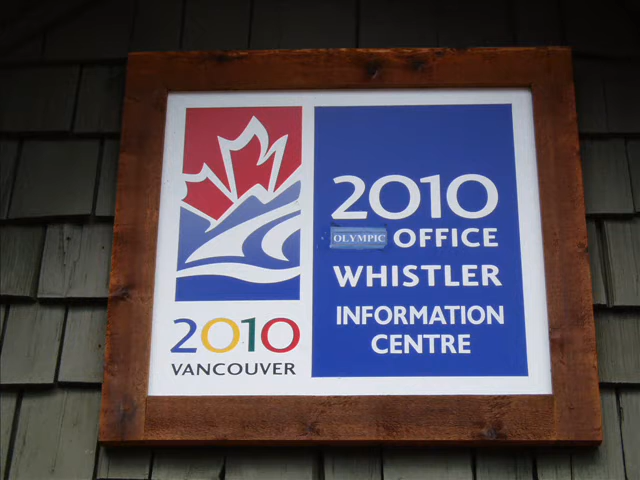 2010
VANCOUVER
2010
OLYMPIC OFFICE
WHISTLER
INFORMATION
CENTRE